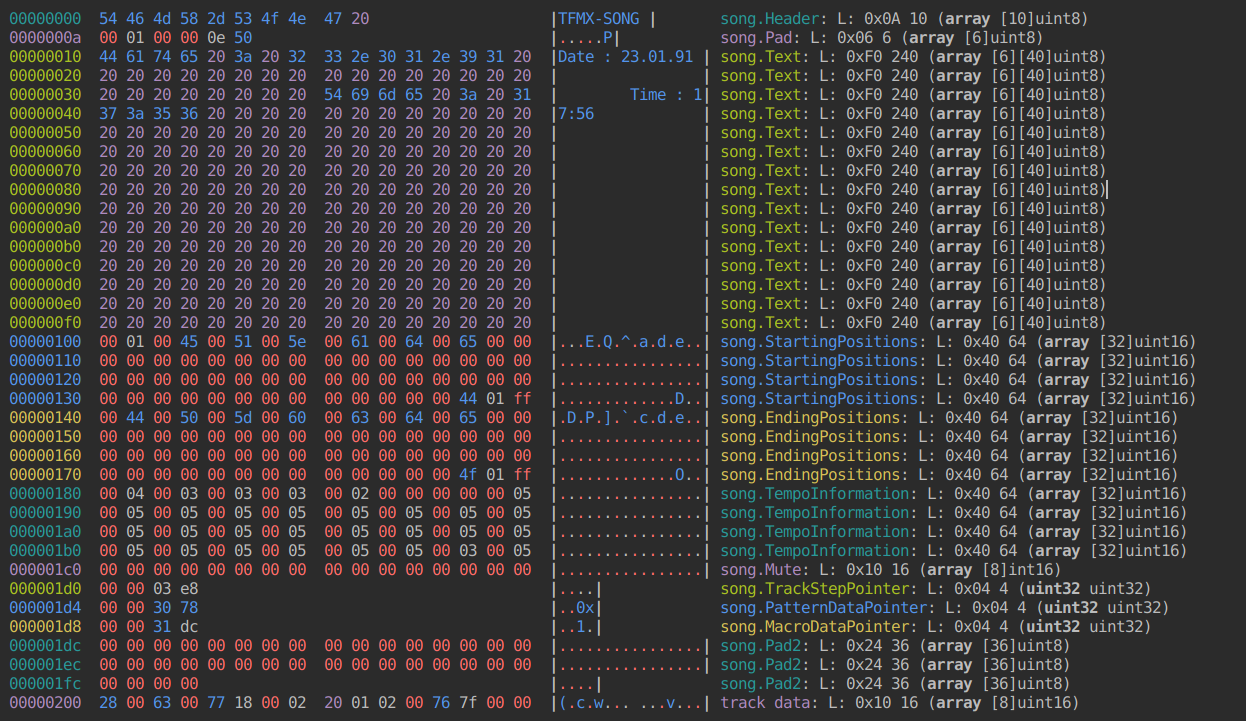 00000000 54 46 4d 58 2d 53 4f 4e 47 20 |TFMX-SONG | song.Header: L: 0x0A 10 (array [10]uint8)
0000000a 00 01 00 00 0e 50 |.....P| song.Pad: L: 0x06 6 (array [6]uint8)
00000010 44 61 74 65 20 3a 20 32 33 2e 30 31 2e 39 31 20 |Date : 23.01.91 | song.Text: L: 0xF0 240 (array [6][40]uint8)
00000020 20 20 20 20 20 20 20 20 20 20 20 20 20 20 20 20 | | song.Text: L: 0xF0 240 (array [6][40]uint8)
00000030 20 20 20 20 20 20 20 20 54 69 6d 65 20 3a 20 31 | Time : 1| song.Text: L: 0xF0 240 (array [6][40]uint8)
00000040 37 3a 35 36 20 20 20 20 20 20 20 20 20 20 20 20 |7:56 | song.Text: L: 0xF0 240 (array [6][40]uint8)
00000050 20 20 20 20 20 20 20 20 20 20 20 20 20 20 20 20 | | song.Text: L: 0xF0 240 (array [6][40]uint8)
00000060 20 20 20 20 20 20 20 20 20 20 20 20 20 20 20 20 | | song.Text: L: 0xF0 240 (array [6][40]uint8)
00000070 20 20 20 20 20 20 20 20 20 20 20 20 20 20 20 20 | | song.Text: L: 0xF0 240 (array [6][40]uint8)
00000080 20 20 20 20 20 20 20 20 20 20 20 20 20 20 20 20 | | song.Text: L: 0xF0 240 (array [6][40]uint8)
00000090 20 20 20 20 20 20 20 20 20 20 20 20 20 20 20 20 | | song.Text: L: 0xF0 240 (array [6][40]uint8)
000000a0 20 20 20 20 20 20 20 20 20 20 20 20 20 20 20 20 | | song.Text: L: 0xF0 240 (array [6][40]uint8)
000000b0 20 20 20 20 20 20 20 20 20 20 20 20 20 20 20 20 | | song.Text: L: 0xF0 240 (array [6][40]uint8)
000000c0 20 20 20 20 20 20 20 20 20 20 20 20 20 20 20 20 | | song.Text: L: 0xF0 240 (array [6][40]uint8)
000000d0 20 20 20 20 20 20 20 20 20 20 20 20 20 20 20 20 | | song.Text: L: 0xF0 240 (array [6][40]uint8)
000000e0 20 20 20 20 20 20 20 20 20 20 20 20 20 20 20 20 | | song.Text: L: 0xF0 240 (array [6][40]uint8)
000000f0 20 20 20 20 20 20 20 20 20 20 20 20 20 20 20 20 | | song.Text: L: 0xF0 240 (array [6][40]uint8)
00000100 00 01 00 45 00 51 00 5e 00 61 00 64 00 65 00 00 |...E.Q.^.a.d.e..| song.StartingPositions: L: 0x40 64 (array [32]uint16)
00000110 00 00 00 00 00 00 00 00 00 00 00 00 00 00 00 00 |................| song.StartingPositions: L: 0x40 64 (array [32]uint16)
00000120 00 00 00 00 00 00 00 00 00 00 00 00 00 00 00 00 |................| song.StartingPositions: L: 0x40 64 (array [32]uint16)
00000130 00 00 00 00 00 00 00 00 00 00 00 00 00 44 01 ff |.............D..| song.StartingPositions: L: 0x40 64 (array [32]uint16)
00000140 00 44 00 50 00 5d 00 60 00 63 00 64 00 65 00 00 |.D.P.].`.c.d.e..| song.EndingPositions: L: 0x40 64 (array [32]uint16)
00000150 00 00 00 00 00 00 00 00 00 00 00 00 00 00 00 00 |................| song.EndingPositions: L: 0x40 64 (array [32]uint16)
00000160 00 00 00 00 00 00 00 00 00 00 00 00 00 00 00 00 |................| song.EndingPositions: L: 0x40 64 (array [32]uint16)
00000170 00 00 00 00 00 00 00 00 00 00 00 00 00 4f 01 ff |.............O..| song.EndingPositions: L: 0x40 64 (array [32]uint16)
00000180 00 04 00 03 00 03 00 03 00 02 00 00 00 00 00 05 |................| song.TempoInformation: L: 0x40 64 (array [32]uint16)
00000190 00 05 00 05 00 05 00 05 00 05 00 05 00 05 00 05 |................| song.TempoInformation: L: 0x40 64 (array [32]uint16)
000001a0 00 05 00 05 00 05 00 05 00 05 00 05 00 05 00 05 |................| song.TempoInformation: L: 0x40 64 (array [32]uint16)
000001b0 00 05 00 05 00 05 00 05 00 05 00 05 00 03 00 05 |................| song.TempoInformation: L: 0x40 64 (array [32]uint16)
000001c0 00 00 00 00 00 00 00 00 00 00 00 00 00 00 00 00 |................| song.Mute: L: 0x10 16 (array [8]int16)
000001d0 00 00 03 e8 |....| song.TrackStepPointer: L: 0x04 4 (uint32 uint32)
000001d4 00 00 30 78 |..0x| song.PatternDataPointer: L: 0x04 4 (uint32 uint32)
000001d8 00 00 31 dc |..1.| song.MacroDataPointer: L: 0x04 4 (uint32 uint32)
000001dc 00 00 00 00 00 00 00 00 00 00 00 00 00 00 00 00 |................| song.Pad2: L: 0x24 36 (array [36]uint8)
000001ec 00 00 00 00 00 00 00 00 00 00 00 00 00 00 00 00 |................| song.Pad2: L: 0x24 36 (array [36]uint8)
000001fc 00 00 00 00 |....| song.Pad2: L: 0x24 36 (array [36]uint8)
00000200 28 00 63 00 77 18 00 02 20 01 02 00 76 7f 00 00 |(.c.w... ...v...| track data: L: 0x10 16 (array [8]uint16)